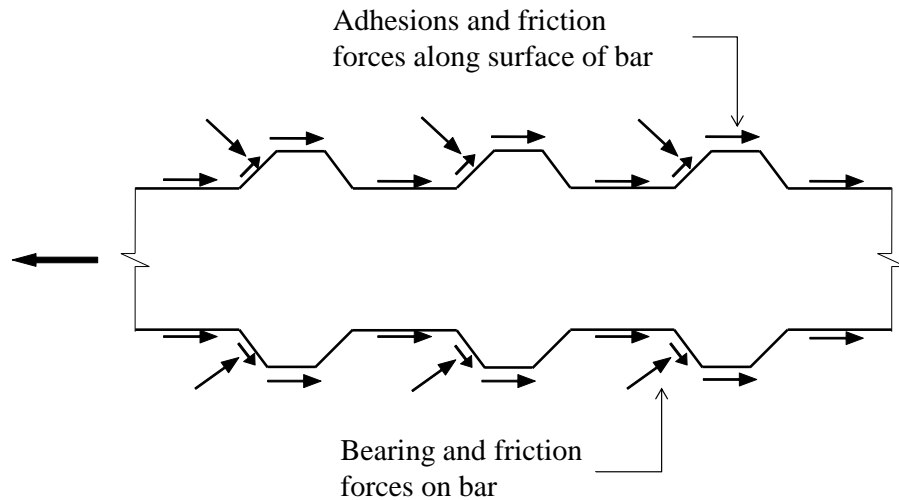 Adhesions and friction
forces along surface of bar
Bearing and friction
forces on bar